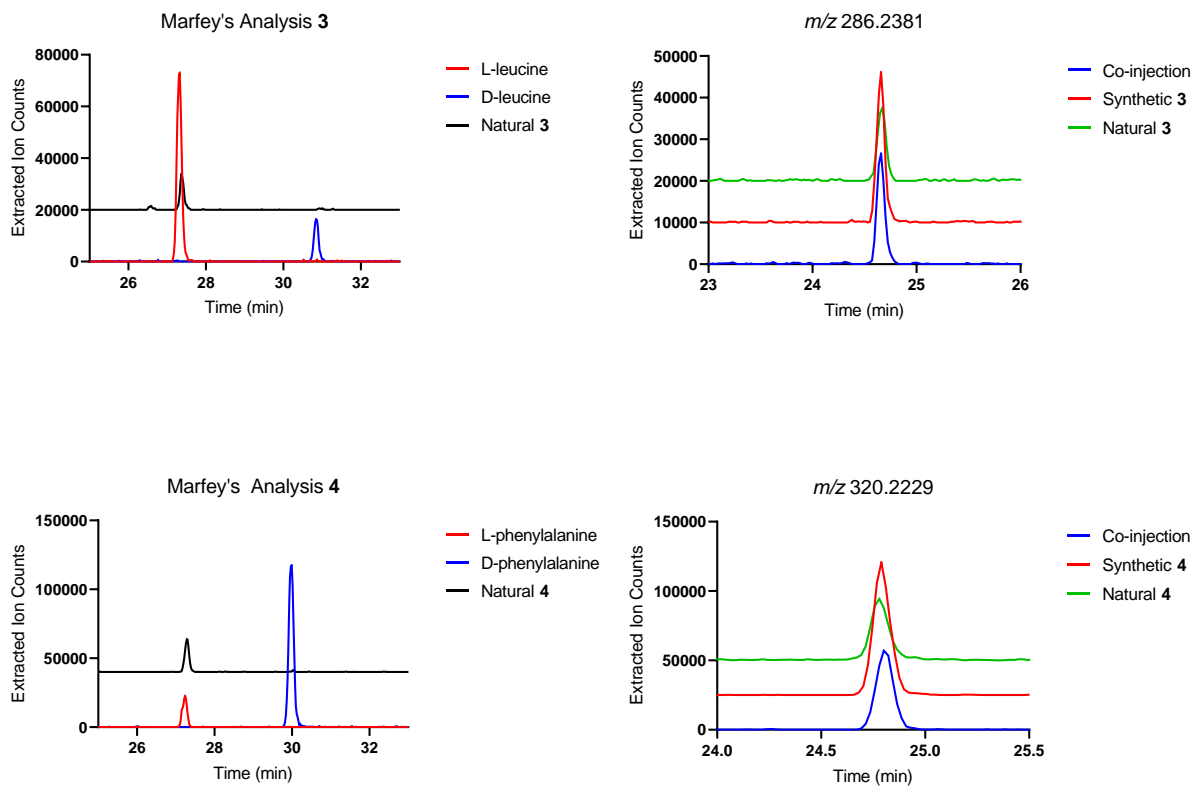 Marfey's Analysis 3
Extracted Ion Counts
80000
60000
40000
20000
0
26
28
30
32
Time (min)
L-leucine
D-leucine
Natural 3
m/z 286.2381
Extracted Ion Counts
50000
40000
30000
20000
10000
0
23
24
25
26
Time (min)
Co-injection
Synthetic 3
Natural 3
Marfey's Analysis 4
Extracted Ion Counts
150000
100000
50000
0
26
28
30
32
Time (min)
L-phenylalanine
D-phenylalanine
Natural 4
m/z 320.2229
Extracted Ion Counts
150000
100000
50000
0
24.0
24.5
25.0
25.5
Time (min)
Co-injection
Synthetic 4
Natural 4